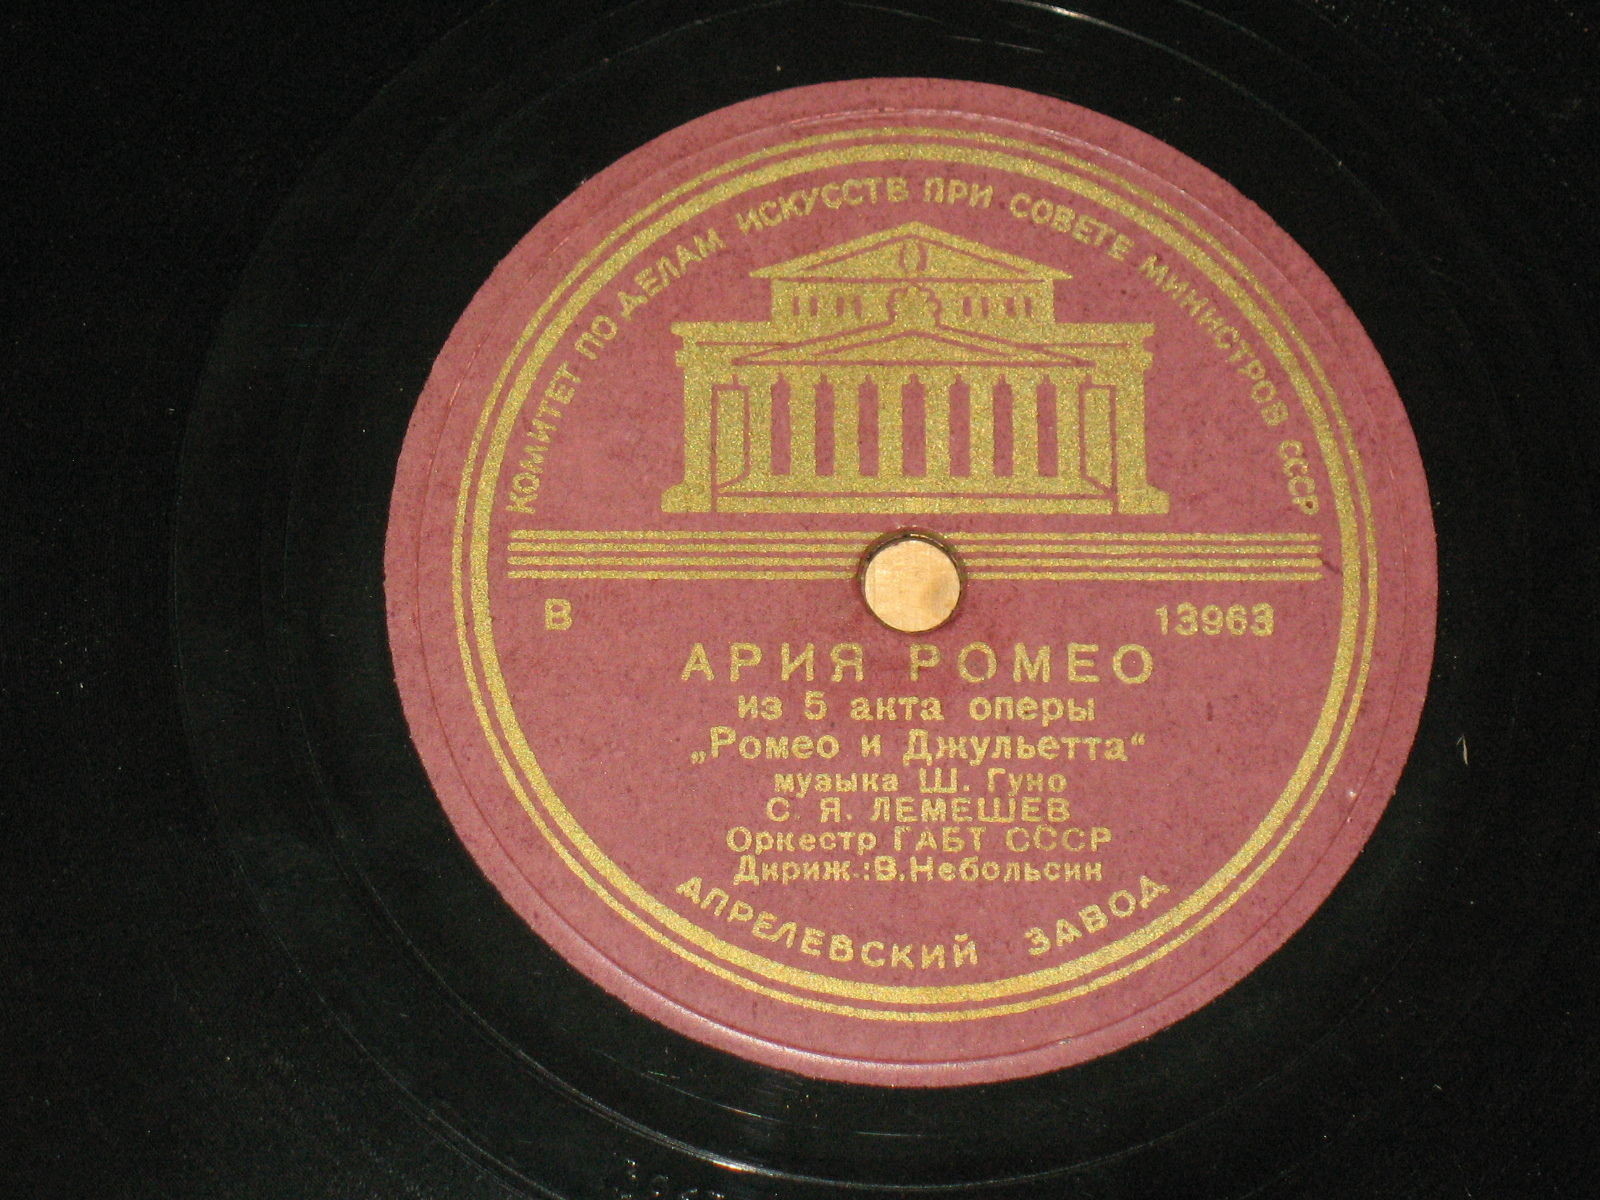 КОМИТЕТ ПО ДЕЛАМ ИСКУССТВ ПРИ СОВЕТЕ МИНИСТРОВ СССР
В 13963
АРИЯ РОМЕО
из 5 акта оперы
„Ромео и Джульетта“
музыка Ш. Гуно
С. Я. ЛЕМЕШЕВ
Оркестр ГАБТ СССР
Дириж.:В.Небольсин
АПРЕЛЕВСКИЙ ЗАВОД